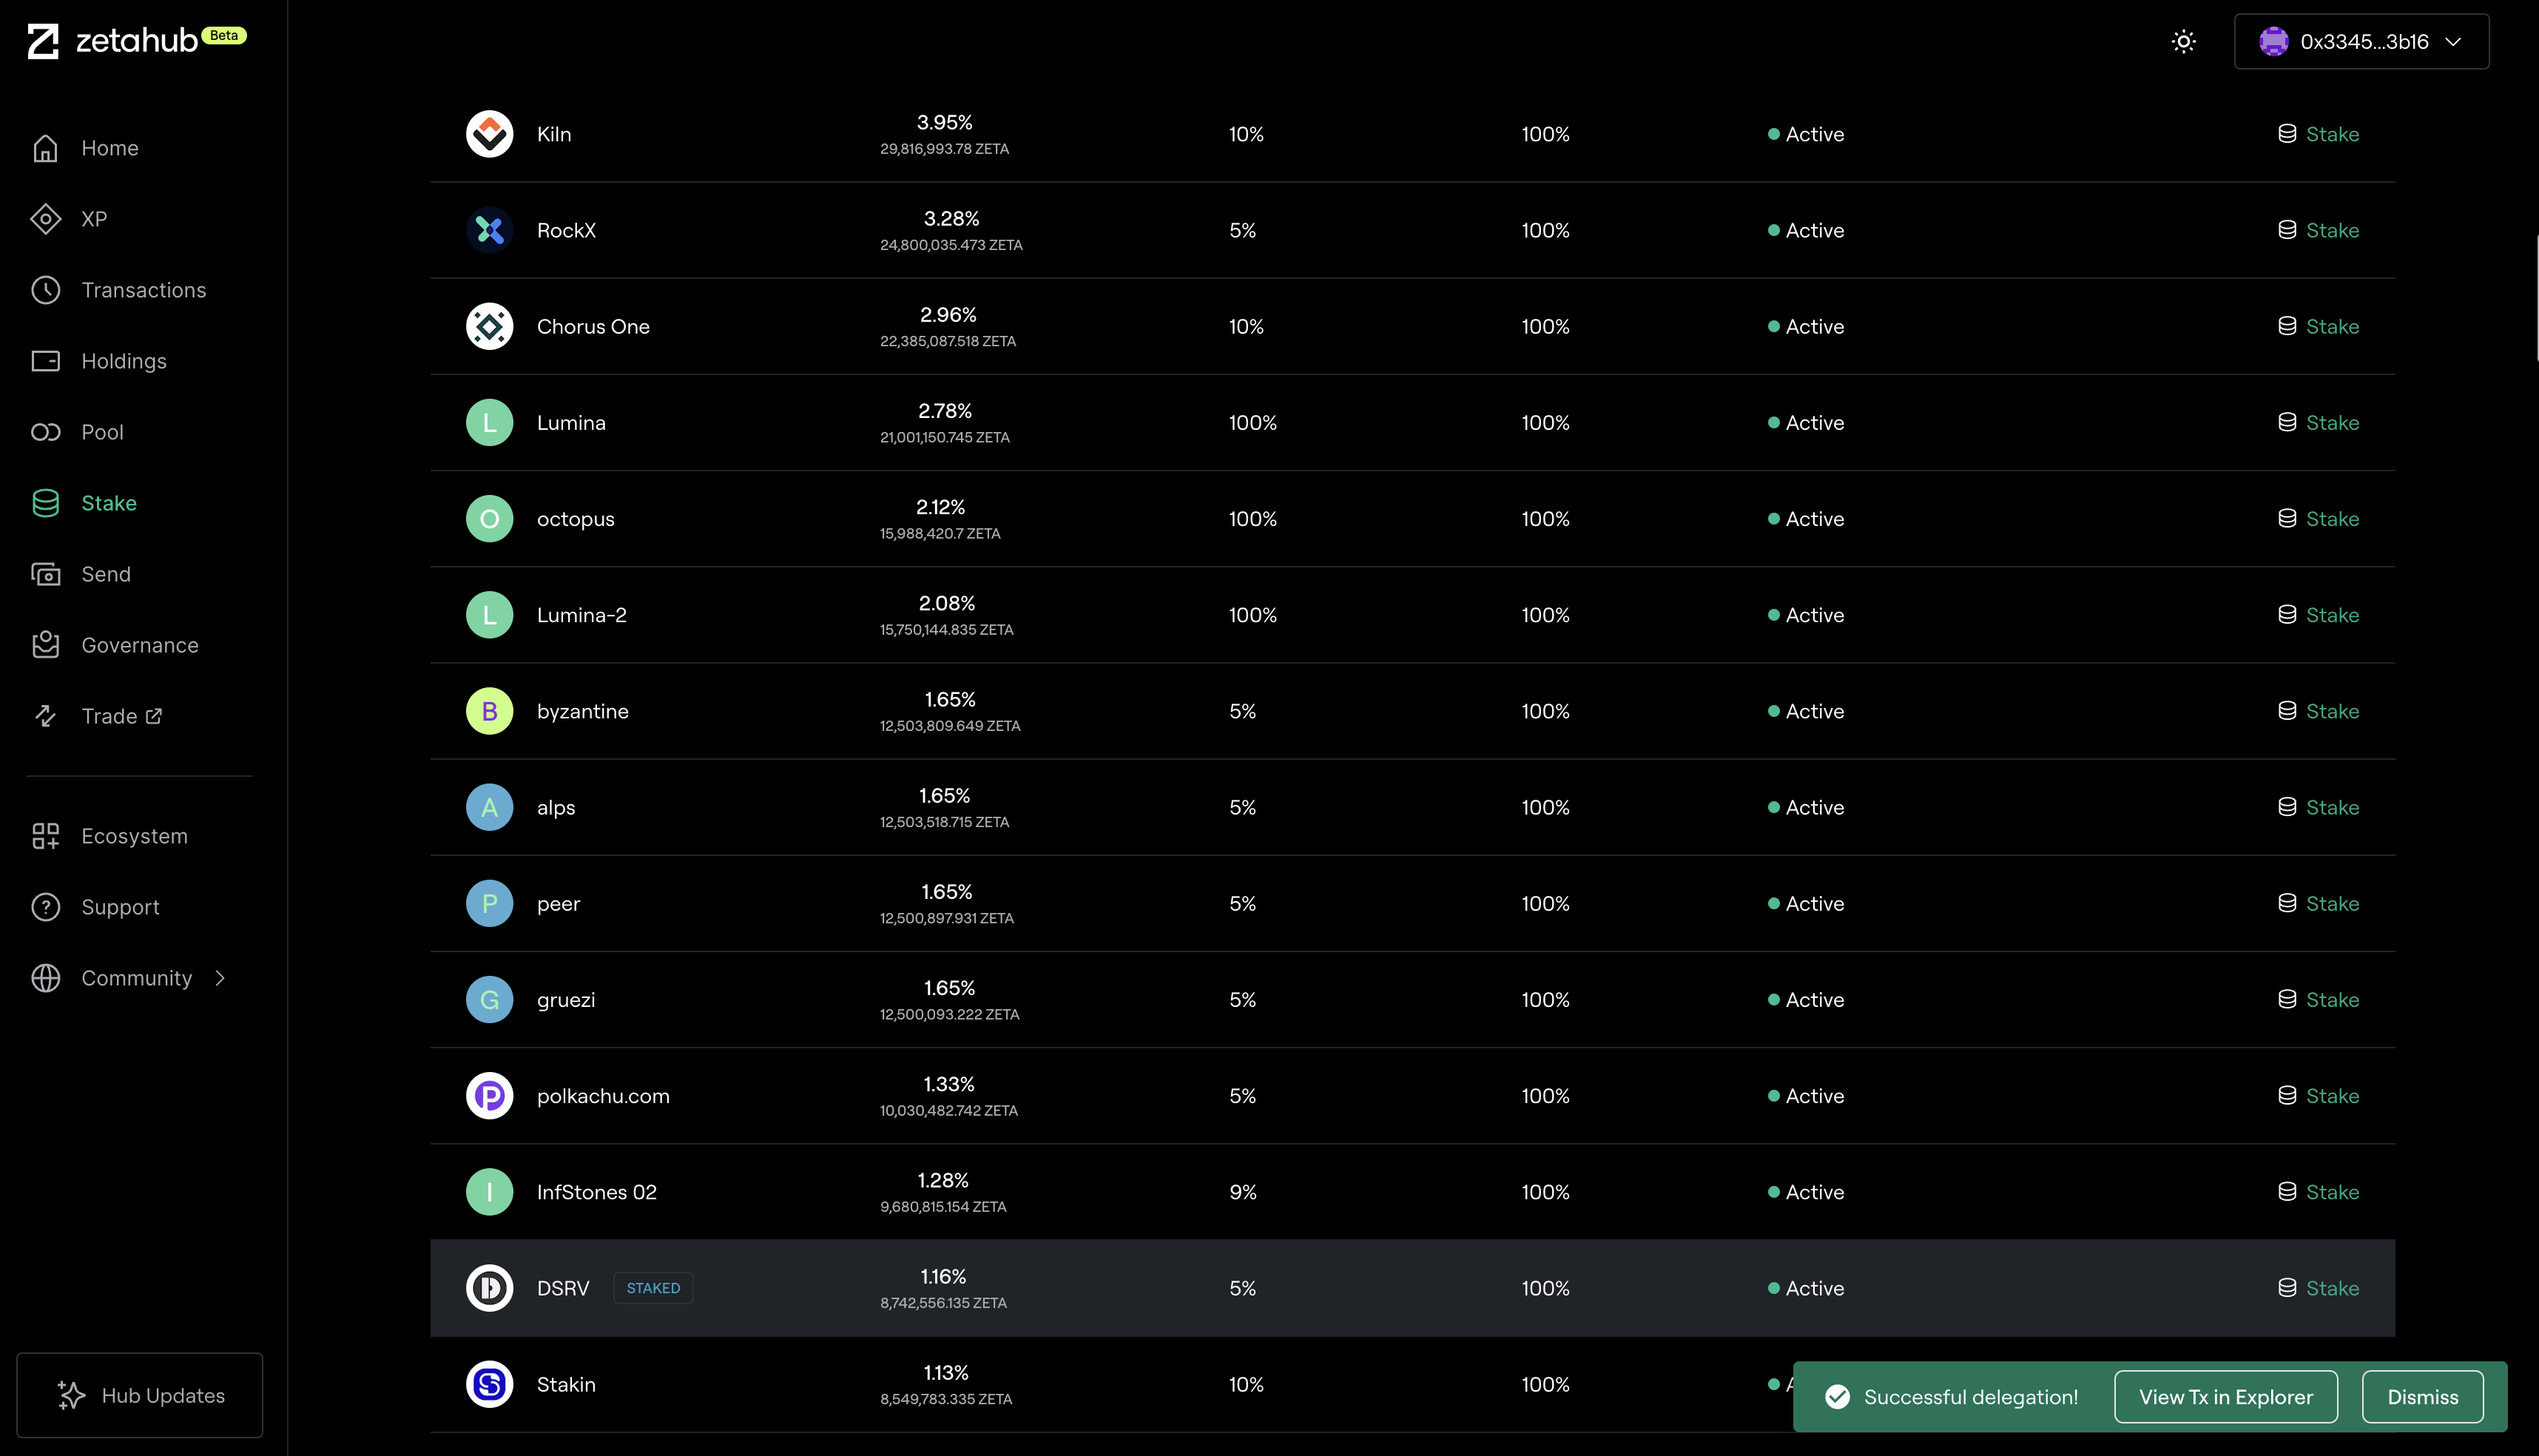 zetahub Beta
0x3345...3b16
Home
XP
Transactions
Holdings
Pool
Stake
Send
Governance
Trade
Ecosystem
Support
Community
Hub Updates
Kiln 3.95% 10% 100% Active Stake
29,816,993.78 ZETA
RockX 3.28% 5% 100% Active Stake
24,800,035.473 ZETA
Chorus One 2.96% 10% 100% Active Stake
22,385,087.518 ZETA
L Lumina 2.78% 100% 100% Active Stake
21,001,150.745 ZETA
O octopus 2.12% 100% 100% Active Stake
15,988,420.7 ZETA
L Lumina-2 2.08% 100% 100% Active Stake
15,750,144.835 ZETA
B byzantine 1.65% 5% 100% Active Stake
12,503,809.649 ZETA
A alps 1.65% 5% 100% Active Stake
12,503,518.715 ZETA
P peer 1.65% 5% 100% Active Stake
12,500,897.931 ZETA
G gruezi 1.65% 5% 100% Active Stake
12,500,093.222 ZETA
polkachu.com 1.33% 5% 100% Active Stake
10,030,482.742 ZETA
I InfStones 02 1.28% 9% 100% Active Stake
9,680,815.154 ZETA
DSRV STAKED 1.16% 5% 100% Active Stake
8,742,556.135 ZETA
Stakin 1.13% 10% 100%
8,549,783.335 ZETA
Successful delegation! View Tx in Explorer Dismiss